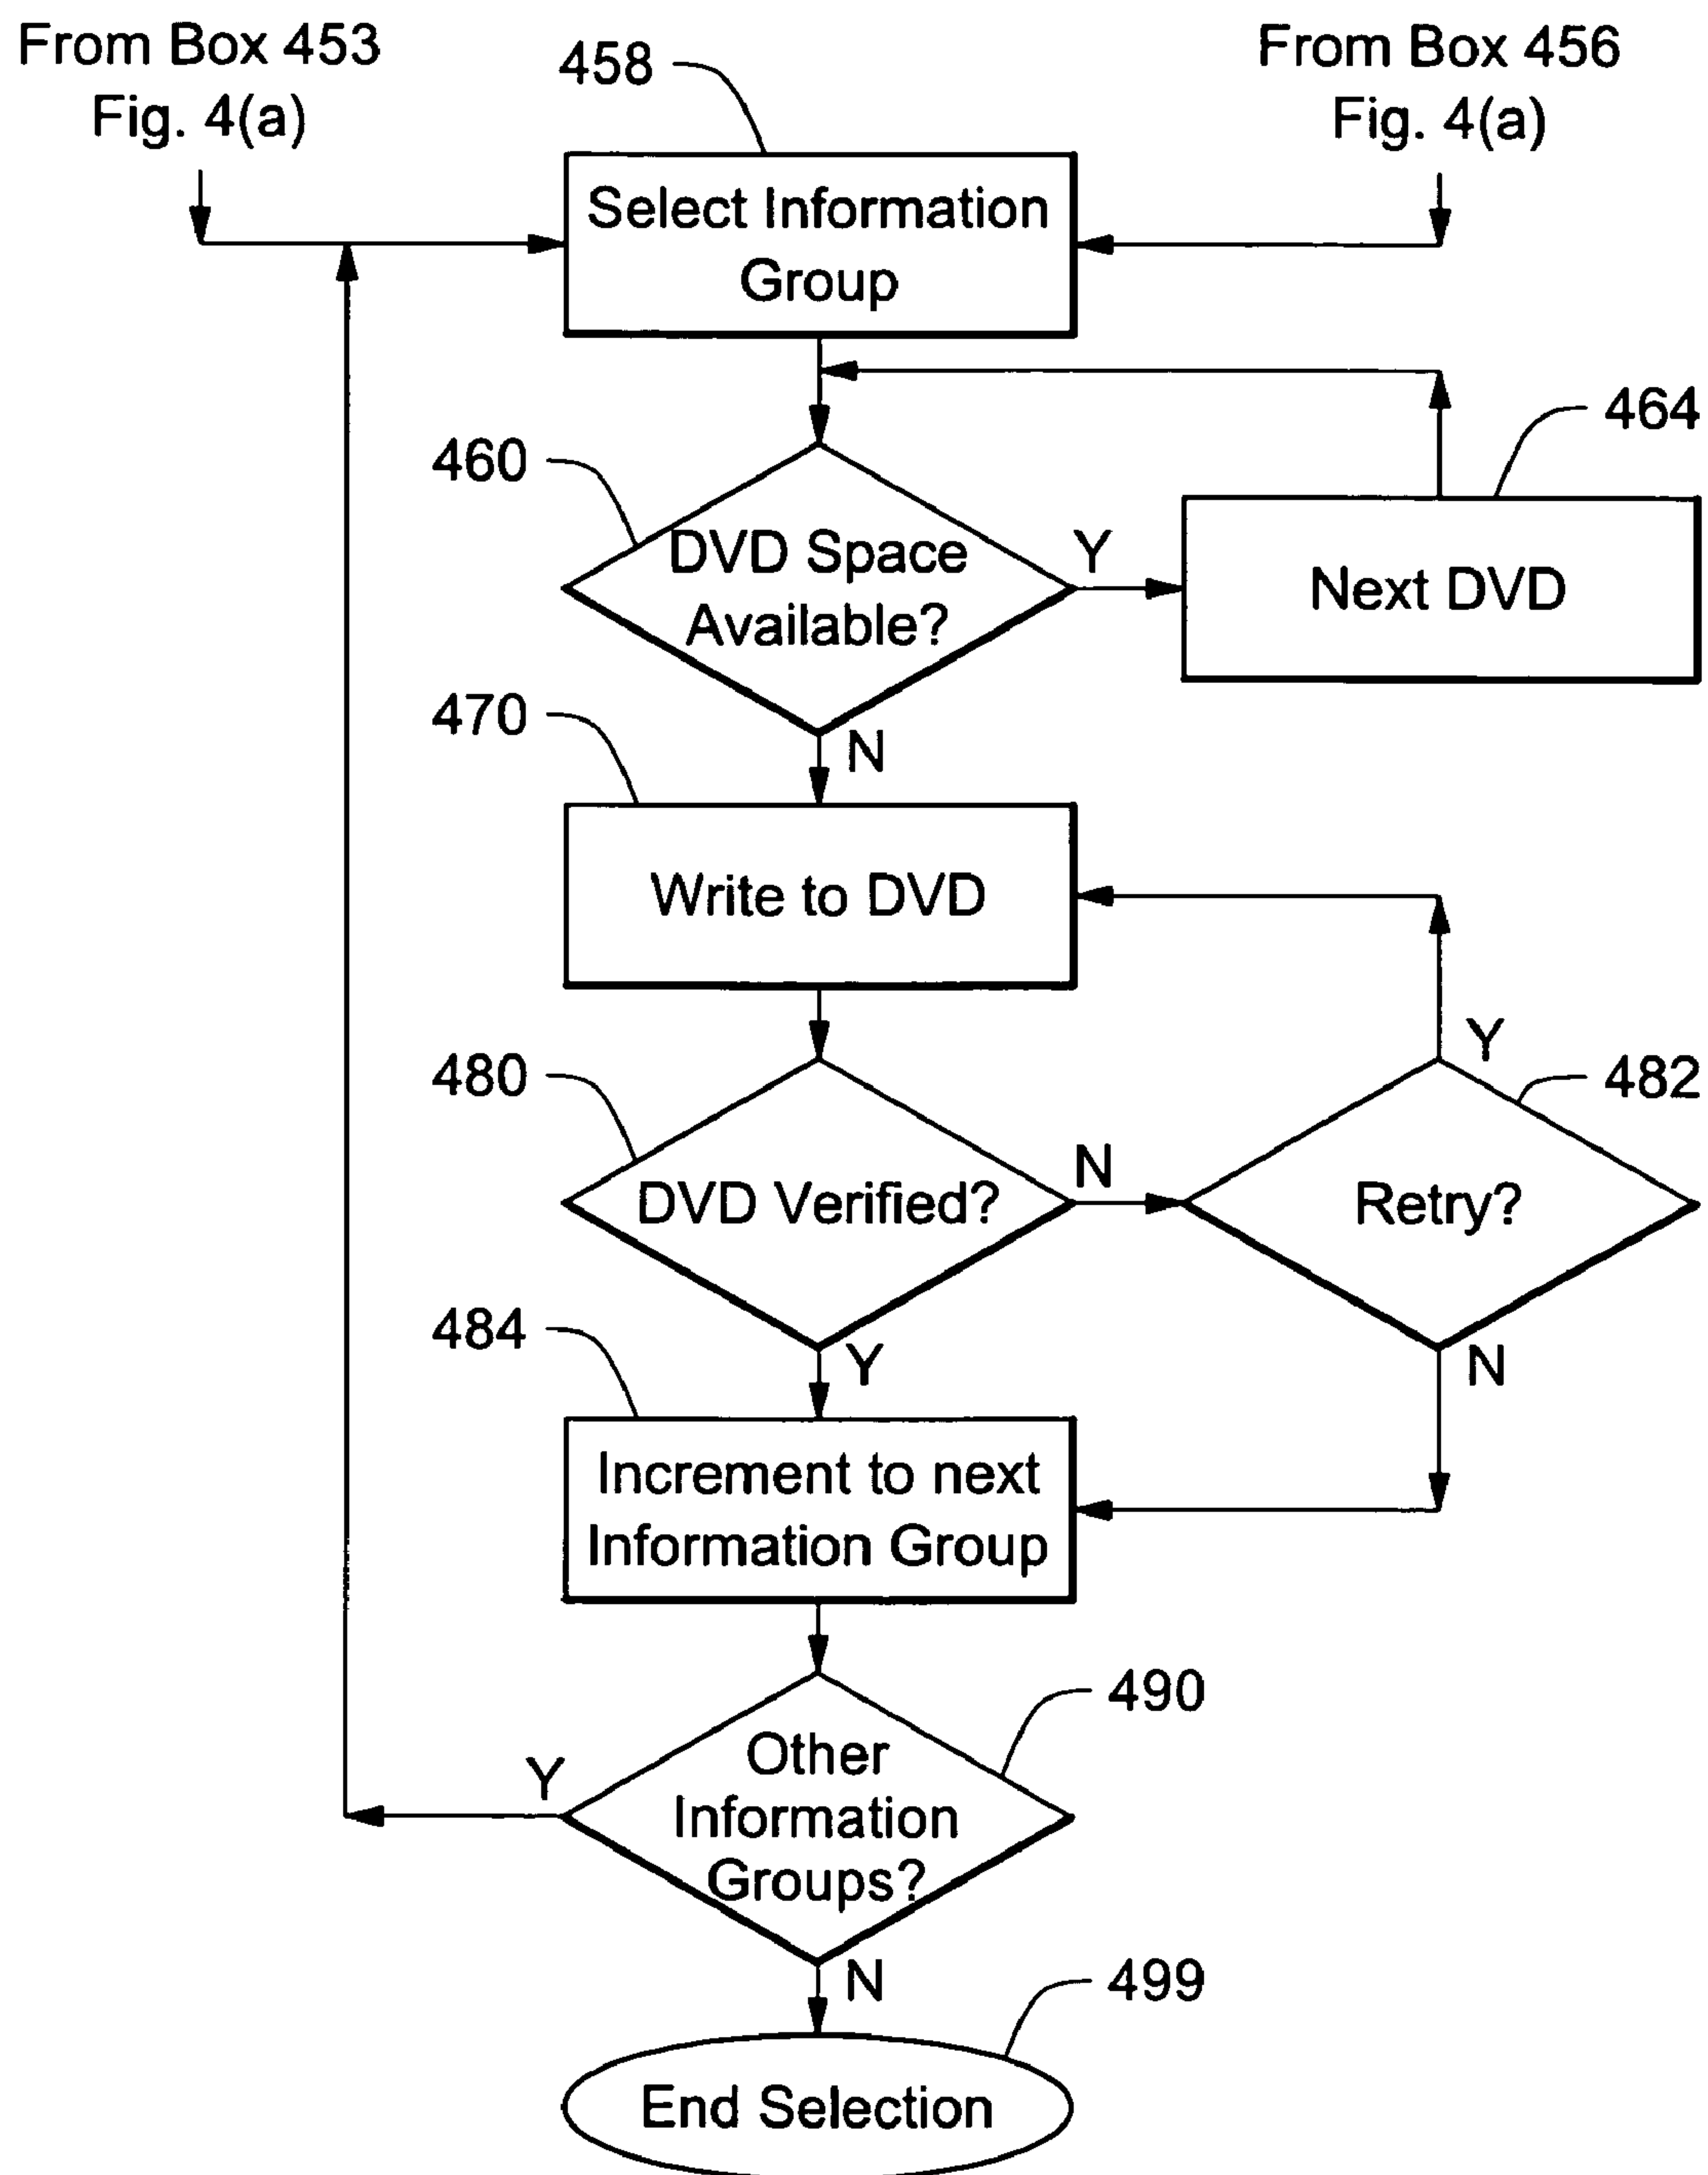 From Box 453
Fig. 4(a)
458
From Box 456
Fig. 4(a)
Select Information
Group
464
460
DVD Space
Available?
Y
Next DVD
470
N
Write to DVD
480
Y
482
DVD Verified?
N
Retry?
484
Y
N
Increment to next
Information Group
490
Other
Information
Groups?
Y
N
499
End Selection